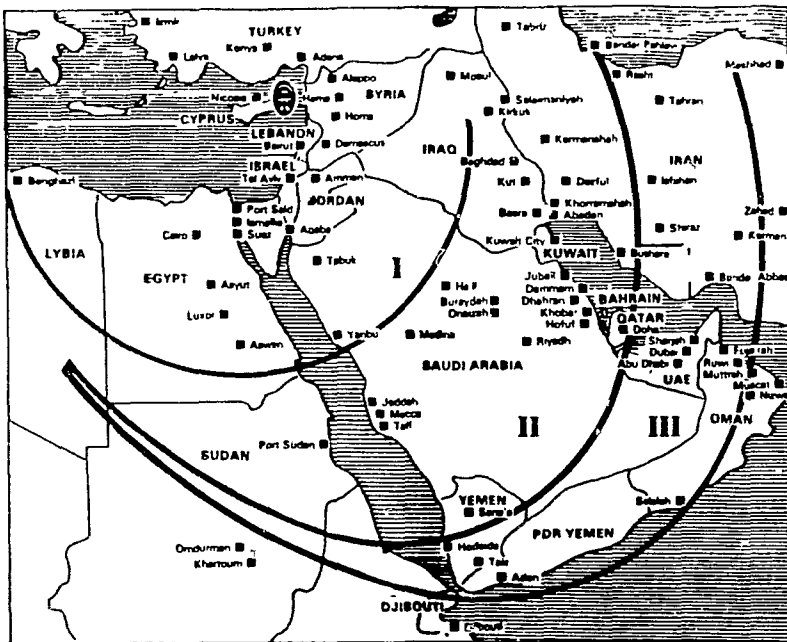 Izmir
TURKEY
Konya
Adana
Tabriz
Bandar Pahlavi
Mashhad
Aleppo
Mosul
Rasht
Nicosia
Hama
SYRIA
Sulaimaniyah
Tehran
CYPRUS
Homs
Kirkuk
LEBANON
Beirut
Damascus
Kermanshah
IRAQ
Baghdad
IRAN
ISRAEL
Benghazi
Tel Aviv
Amman
Kut
Dezful
Isfahan
JORDAN
Port Said
Ismailia
Khorramshah
Abadan
Basra
Zahed
Cairo
Suez
Aqaba
Shiraz
Kerman
Kuwait City
LYBIA
KUWAIT
Bushere
Tabuk
I
EGYPT
Jubail
Bandar Abbas
Asyut
Hail
Dammam
BAHRAIN
Buraydah
Dhahran
Onaizah
Khobar
QATAR
Luxor
Hofuf
Doha
Aswan
Yanbu
Medina
Riyadh
Sharjah
Dubai
Fujairah
Ruwi
SAUDI ARABIA
Abu Dhabi
Muttrah
UAE
Muscat
Jeddah
Mecca
Taif
II
III
OMAN
SUDAN
Port Sudan
YEMEN
Sana'a
Salalah
PDR YEMEN
Omdurman
Khartoum
Hodeida
Taiz
Aden
DJIBOUTI